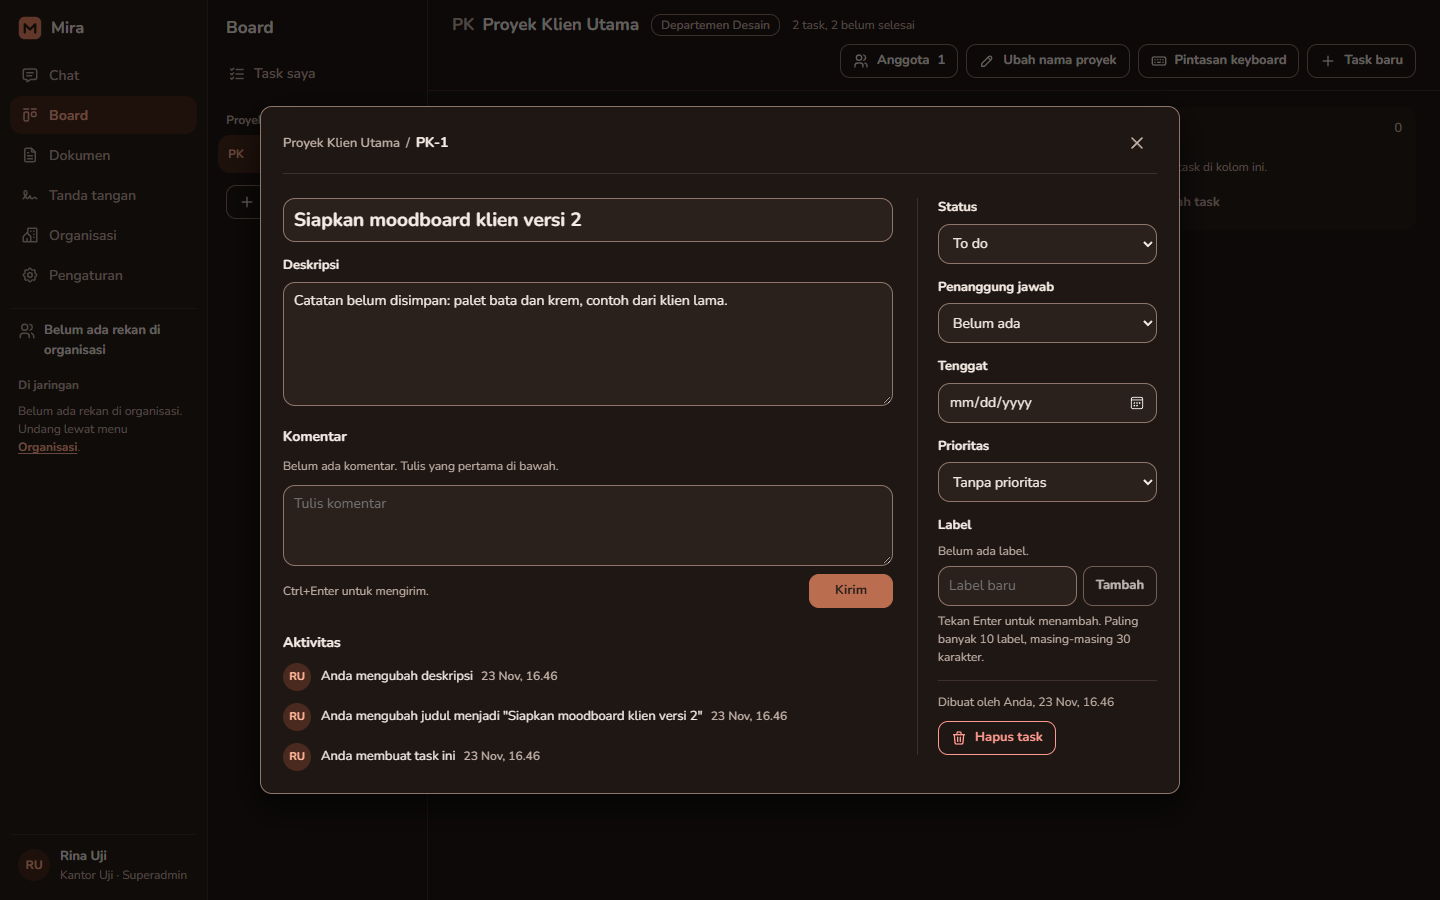 Mira
Chat
Board
Dokumen
Tanda tangan
Organisasi
Pengaturan
Belum ada rekan di
organisasi
Di jaringan
Belum ada rekan di organisasi.
Undang lewat menu
Organisasi.
RU
Rina Uji
Kantor Uji · Superadmin
Board
Task saya
PK
PK Proyek Klien Utama
Departemen Desain
2 task, 2 belum selesai
Anggota 1
Ubah nama proyek
Pintasan keyboard
Task baru
0
task di kolom ini.
task
Proyek Klien Utama / PK-1
Siapkan moodboard klien versi 2
Deskripsi
Catatan belum disimpan: palet bata dan krem, contoh dari klien lama.
Komentar
Belum ada komentar. Tulis yang pertama di bawah.
Tulis komentar
Ctrl+Enter untuk mengirim.
Kirim
Aktivitas
RU Anda mengubah deskripsi 23 Nov, 16.46
RU Anda mengubah judul menjadi "Siapkan moodboard klien versi 2" 23 Nov, 16.46
RU Anda membuat task ini 23 Nov, 16.46
Status
To do
Penanggung jawab
Belum ada
Tenggat
mm/dd/yyyy
Prioritas
Tanpa prioritas
Label
Belum ada label.
Label baru
Tambah
Tekan Enter untuk menambah. Paling
banyak 10 label, masing-masing 30
karakter.
Dibuat oleh Anda, 23 Nov, 16.46
Hapus task